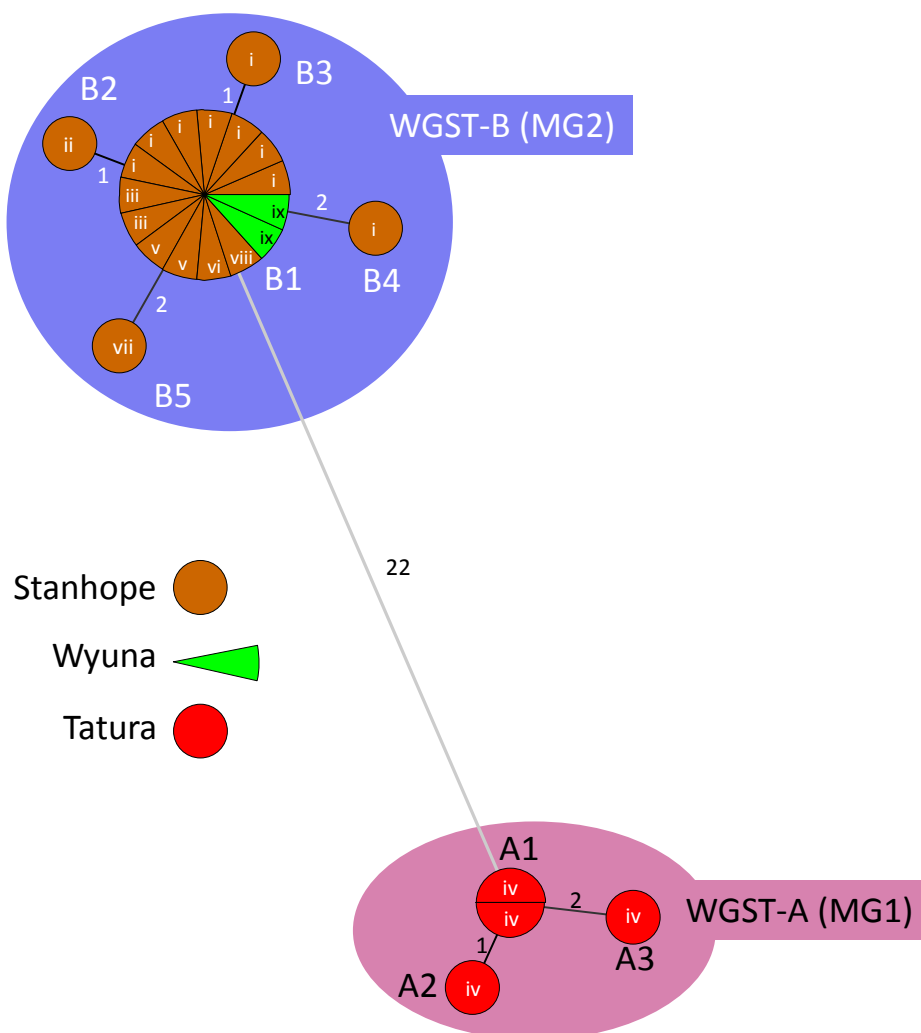 i
B3
B2
1
WGST-B (MG2)
ii
1
i
i
i
i
i
i
i
iii
iii
v
v
vi
viii
ix
ix
2
i
B1
B4
2
vii
B5
22
Stanhope
Wyuna
Tatura
A1
iv
iv
2
iv
WGST-A (MG1)
1
A3
A2
iv